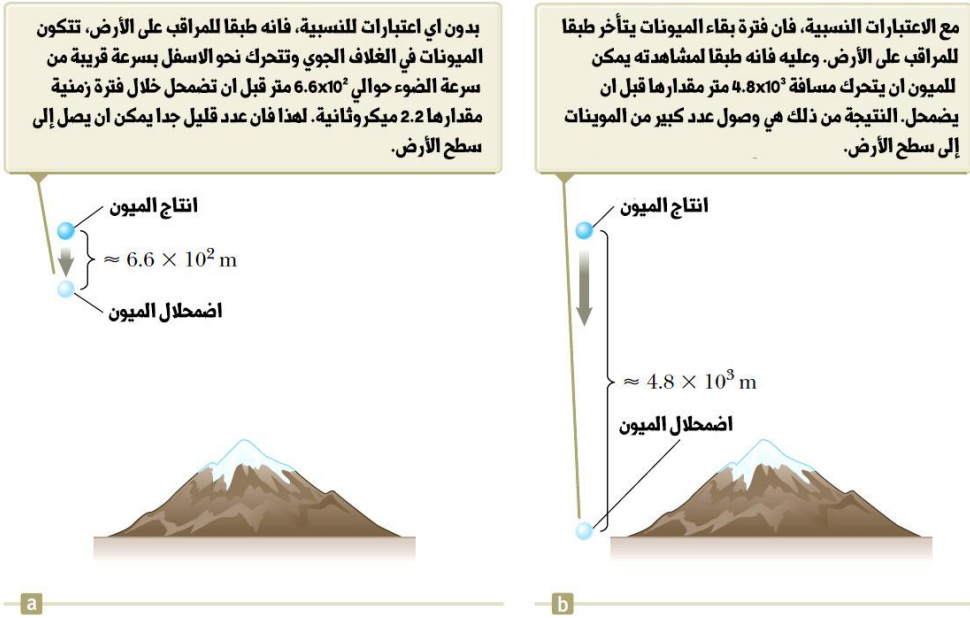 بدون اي اعتبارات للنسبية، فانه طبقا للمراقب على الأرض، تتكون
الميونات في الغلاف الجوي وتتحرك نحو الاسفل بسرعة قريبة من
سرعة الضوء حوالي 6.6x10² متر قبل ان تضمحل خلال فترة زمنية
مقدارها 2.2 ميكروثانية. لهذا فان عدد قليل جدا يمكن ان يصل إلى
سطح الأرض.
انتاج الميون
≈ 6.6 × 10² m
اضمحلال الميون
a
مع الاعتبارات النسبية، فان فترة بقاء الميونات يتأخر طبقا
للمراقب على الأرض. وعليه فانه طبقا لمشاهدته يمكن
للميون ان يتحرك مسافة 4.8x10³ متر مقدارها قبل ان
يضمحل. النتيجة من ذلك هي وصول عدد كبير من الموينات
إلى سطح الأرض.
انتاج الميون
≈ 4.8 × 10³ m
اضمحلال الميون
b